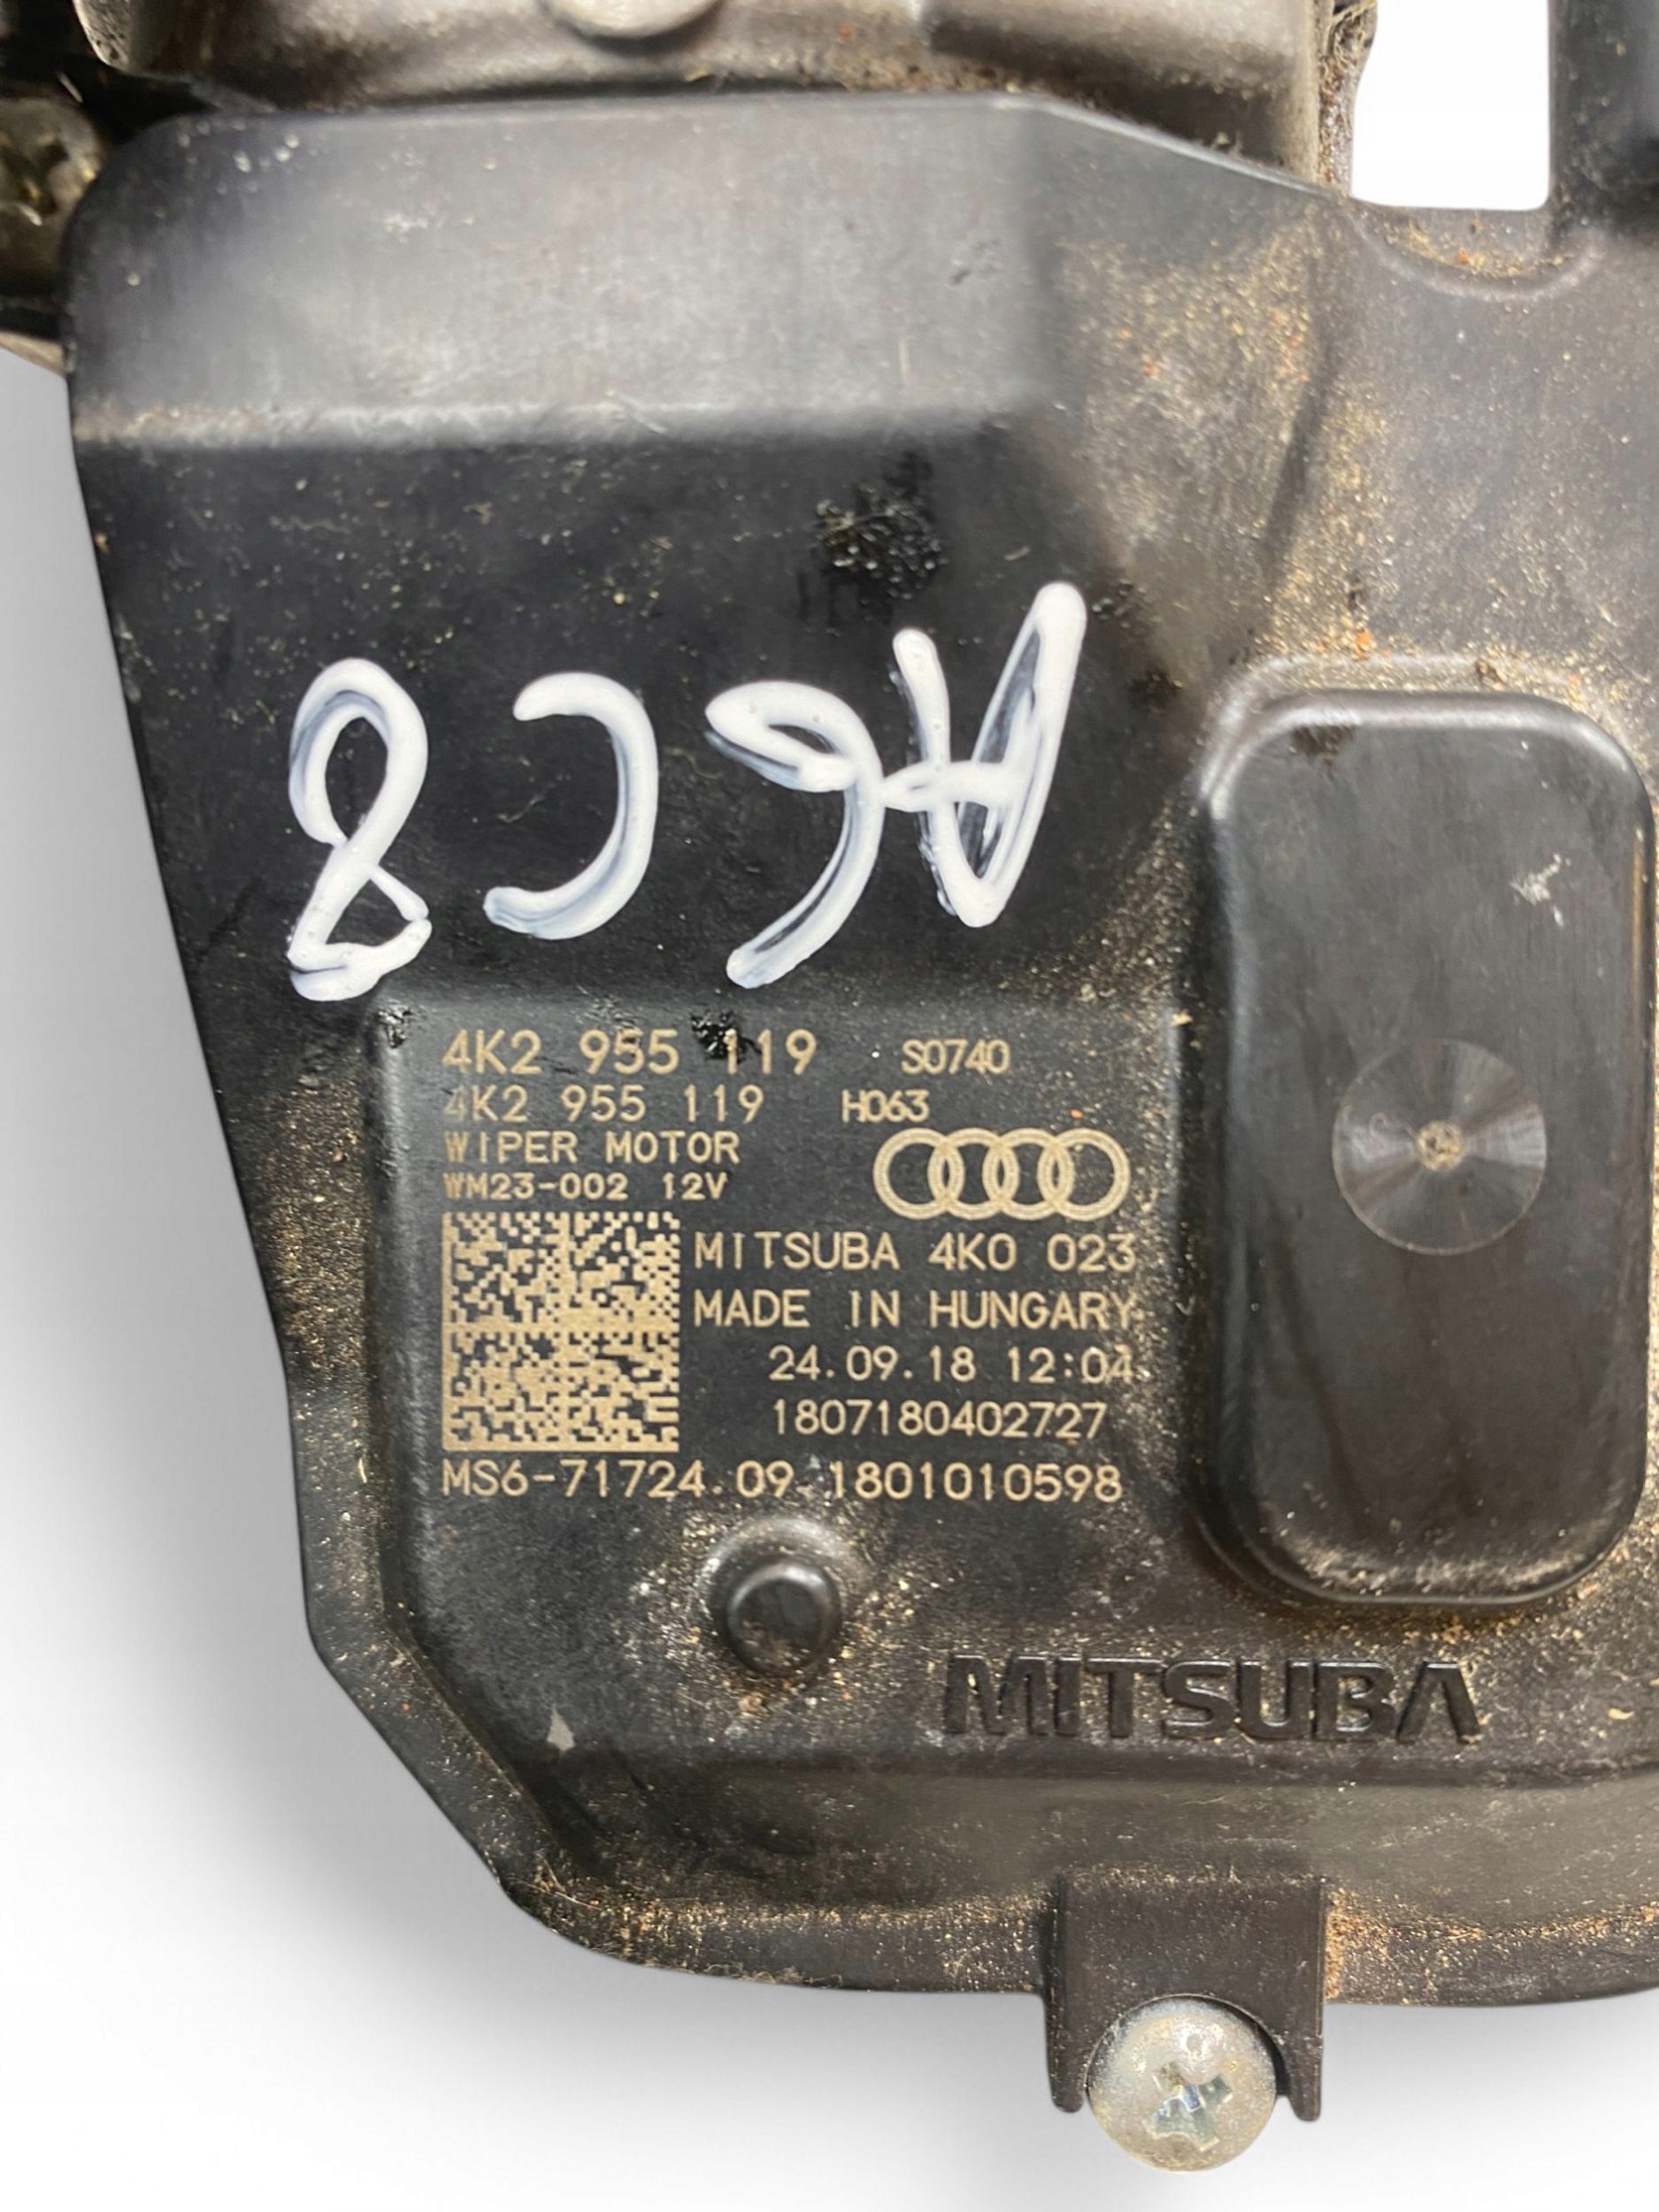 A6C8
4K2 955 119 S0740
4K2 955 119 H063
WIPER MOTOR
WM23-002 12V
MITSUBA 4K0 023
MADE IN HUNGARY
24.09.18 12:04
1807180402727
MS6-71724.09 1801010598
MITSUBA